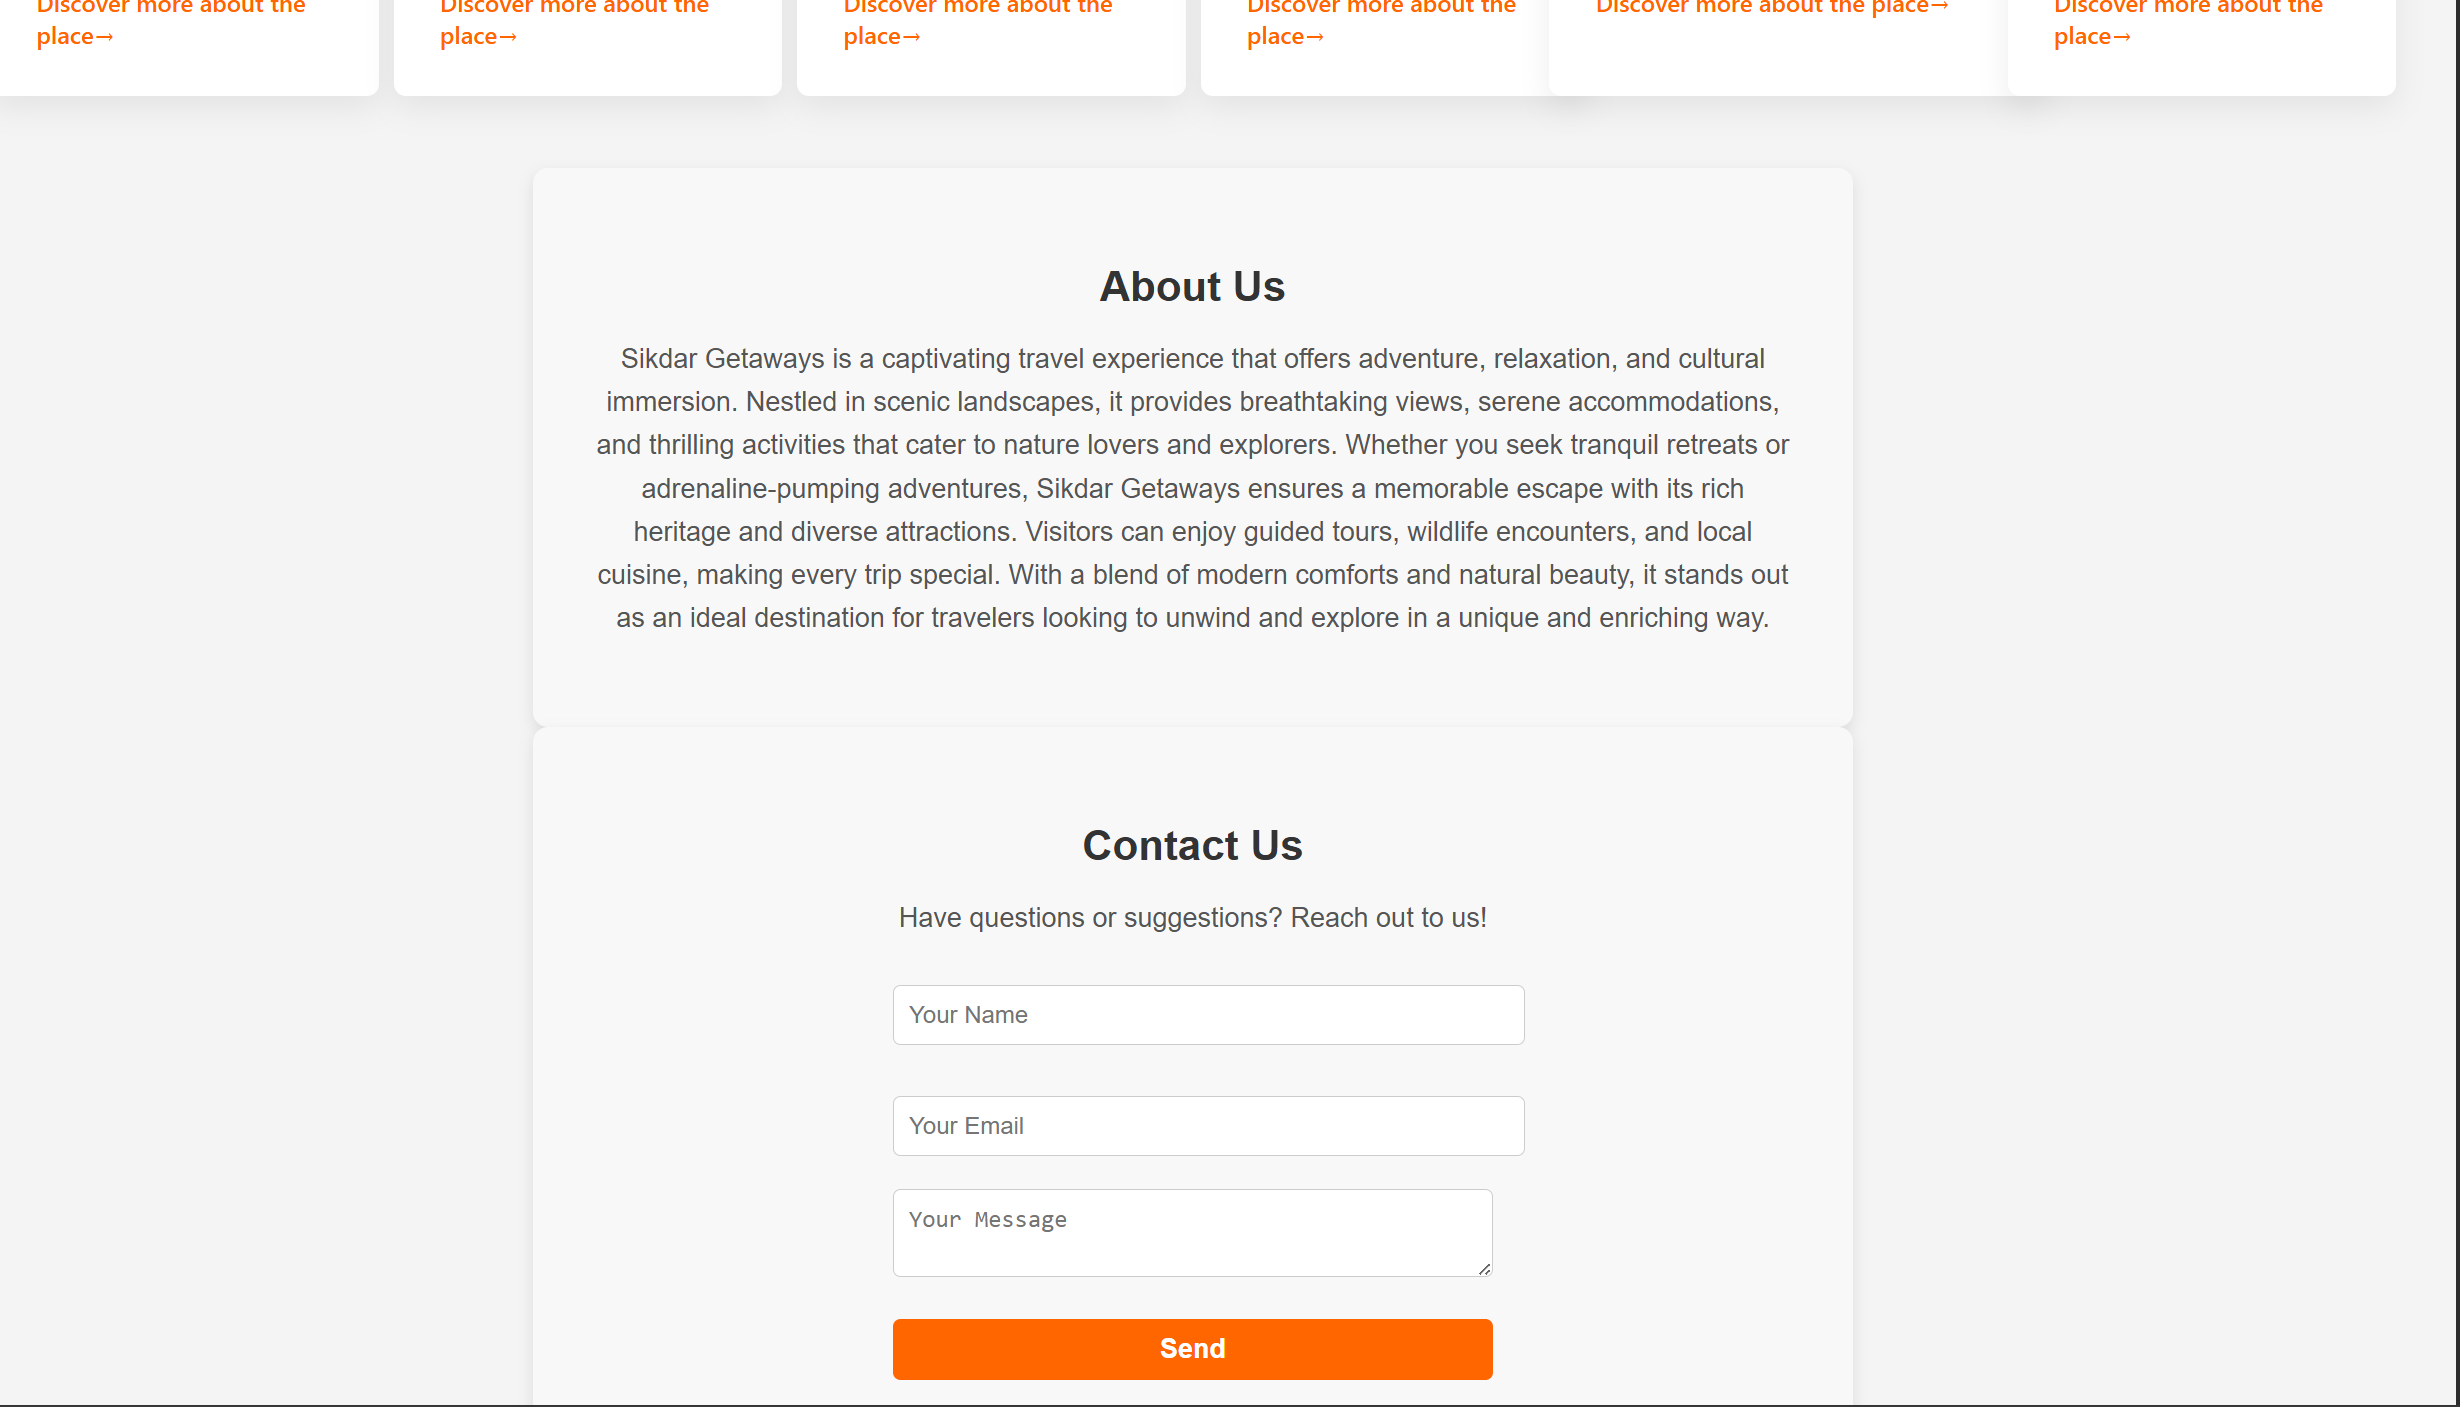 Discover more about the
place→
Discover more about the
place→
Discover more about the
place→
Discover more about the
place→
Discover more about the place→
Discover more about the
place→
About Us
Sikdar Getaways is a captivating travel experience that offers adventure, relaxation, and cultural
immersion. Nestled in scenic landscapes, it provides breathtaking views, serene accommodations,
and thrilling activities that cater to nature lovers and explorers. Whether you seek tranquil retreats or
adrenaline-pumping adventures, Sikdar Getaways ensures a memorable escape with its rich
heritage and diverse attractions. Visitors can enjoy guided tours, wildlife encounters, and local
cuisine, making every trip special. With a blend of modern comforts and natural beauty, it stands out
as an ideal destination for travelers looking to unwind and explore in a unique and enriching way.
Contact Us
Have questions or suggestions? Reach out to us!
Your Name
Your Email
Your Message
Send